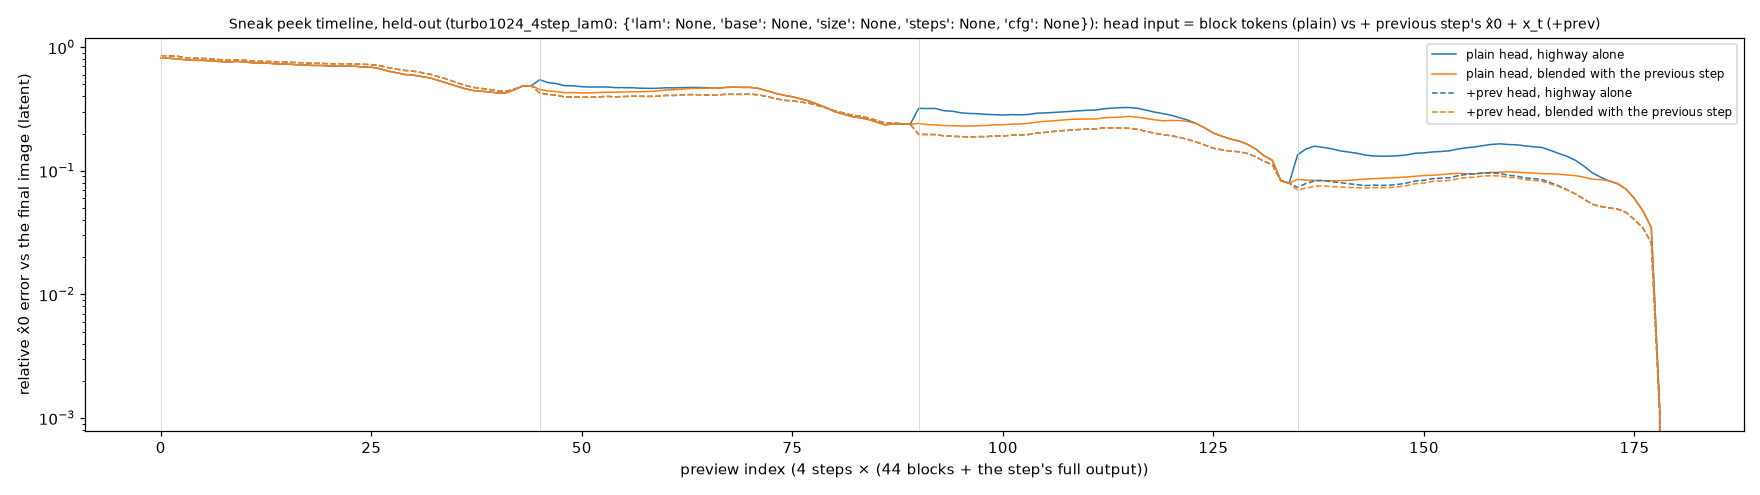 Sneak peek timeline, held-out (turbo1024_4step_lam0: {'lam': None, 'base': None, 'size': None, 'steps': None, 'cfg': None}): head input = block tokens (plain) vs + previous step's x̂0 + x_t (+prev)
plain head, highway alone
plain head, blended with the previous step
+prev head, highway alone
+prev head, blended with the previous step
relative x̂0 error vs the final image (latent)
10⁰
10⁻¹
10⁻²
10⁻³
0 25 50 75 100 125 150 175
preview index (4 steps × (44 blocks + the step's full output))